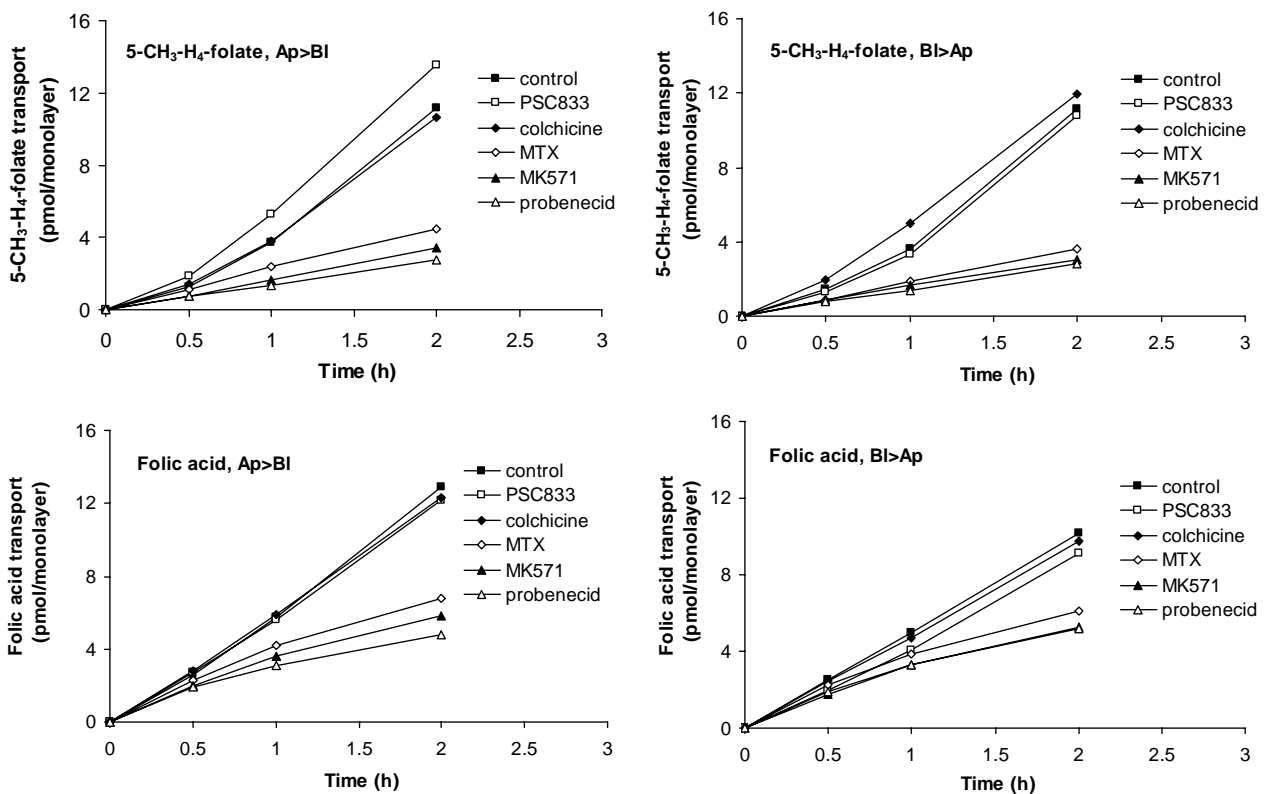 5-CH₃-H₄-folate, Ap>Bl
5-CH₃-H₄-folate transport
(pmol/monolayer)
16
12
8
4
0
0 0.5 1 1.5 2 2.5 3
Time (h)
control
PSC833
colchicine
MTX
MK571
probenecid
5-CH₃-H₄-folate, Bl>Ap
5-CH₃-H₄-folate transport
(pmol/monolayer)
16
12
8
4
0
0 0.5 1 1.5 2 2.5 3
Time (h)
control
PSC833
colchicine
MTX
MK571
probenecid
Folic acid, Ap>Bl
Folic acid transport
(pmol/monolayer)
16
12
8
4
0
0 0.5 1 1.5 2 2.5 3
Time (h)
control
PSC833
colchicine
MTX
MK571
probenecid
Folic acid, Bl>Ap
Folic acid transport
(pmol/monolayer)
16
12
8
4
0
0 0.5 1 1.5 2 2.5 3
Time (h)
control
PSC833
colchicine
MTX
MK571
probenecid